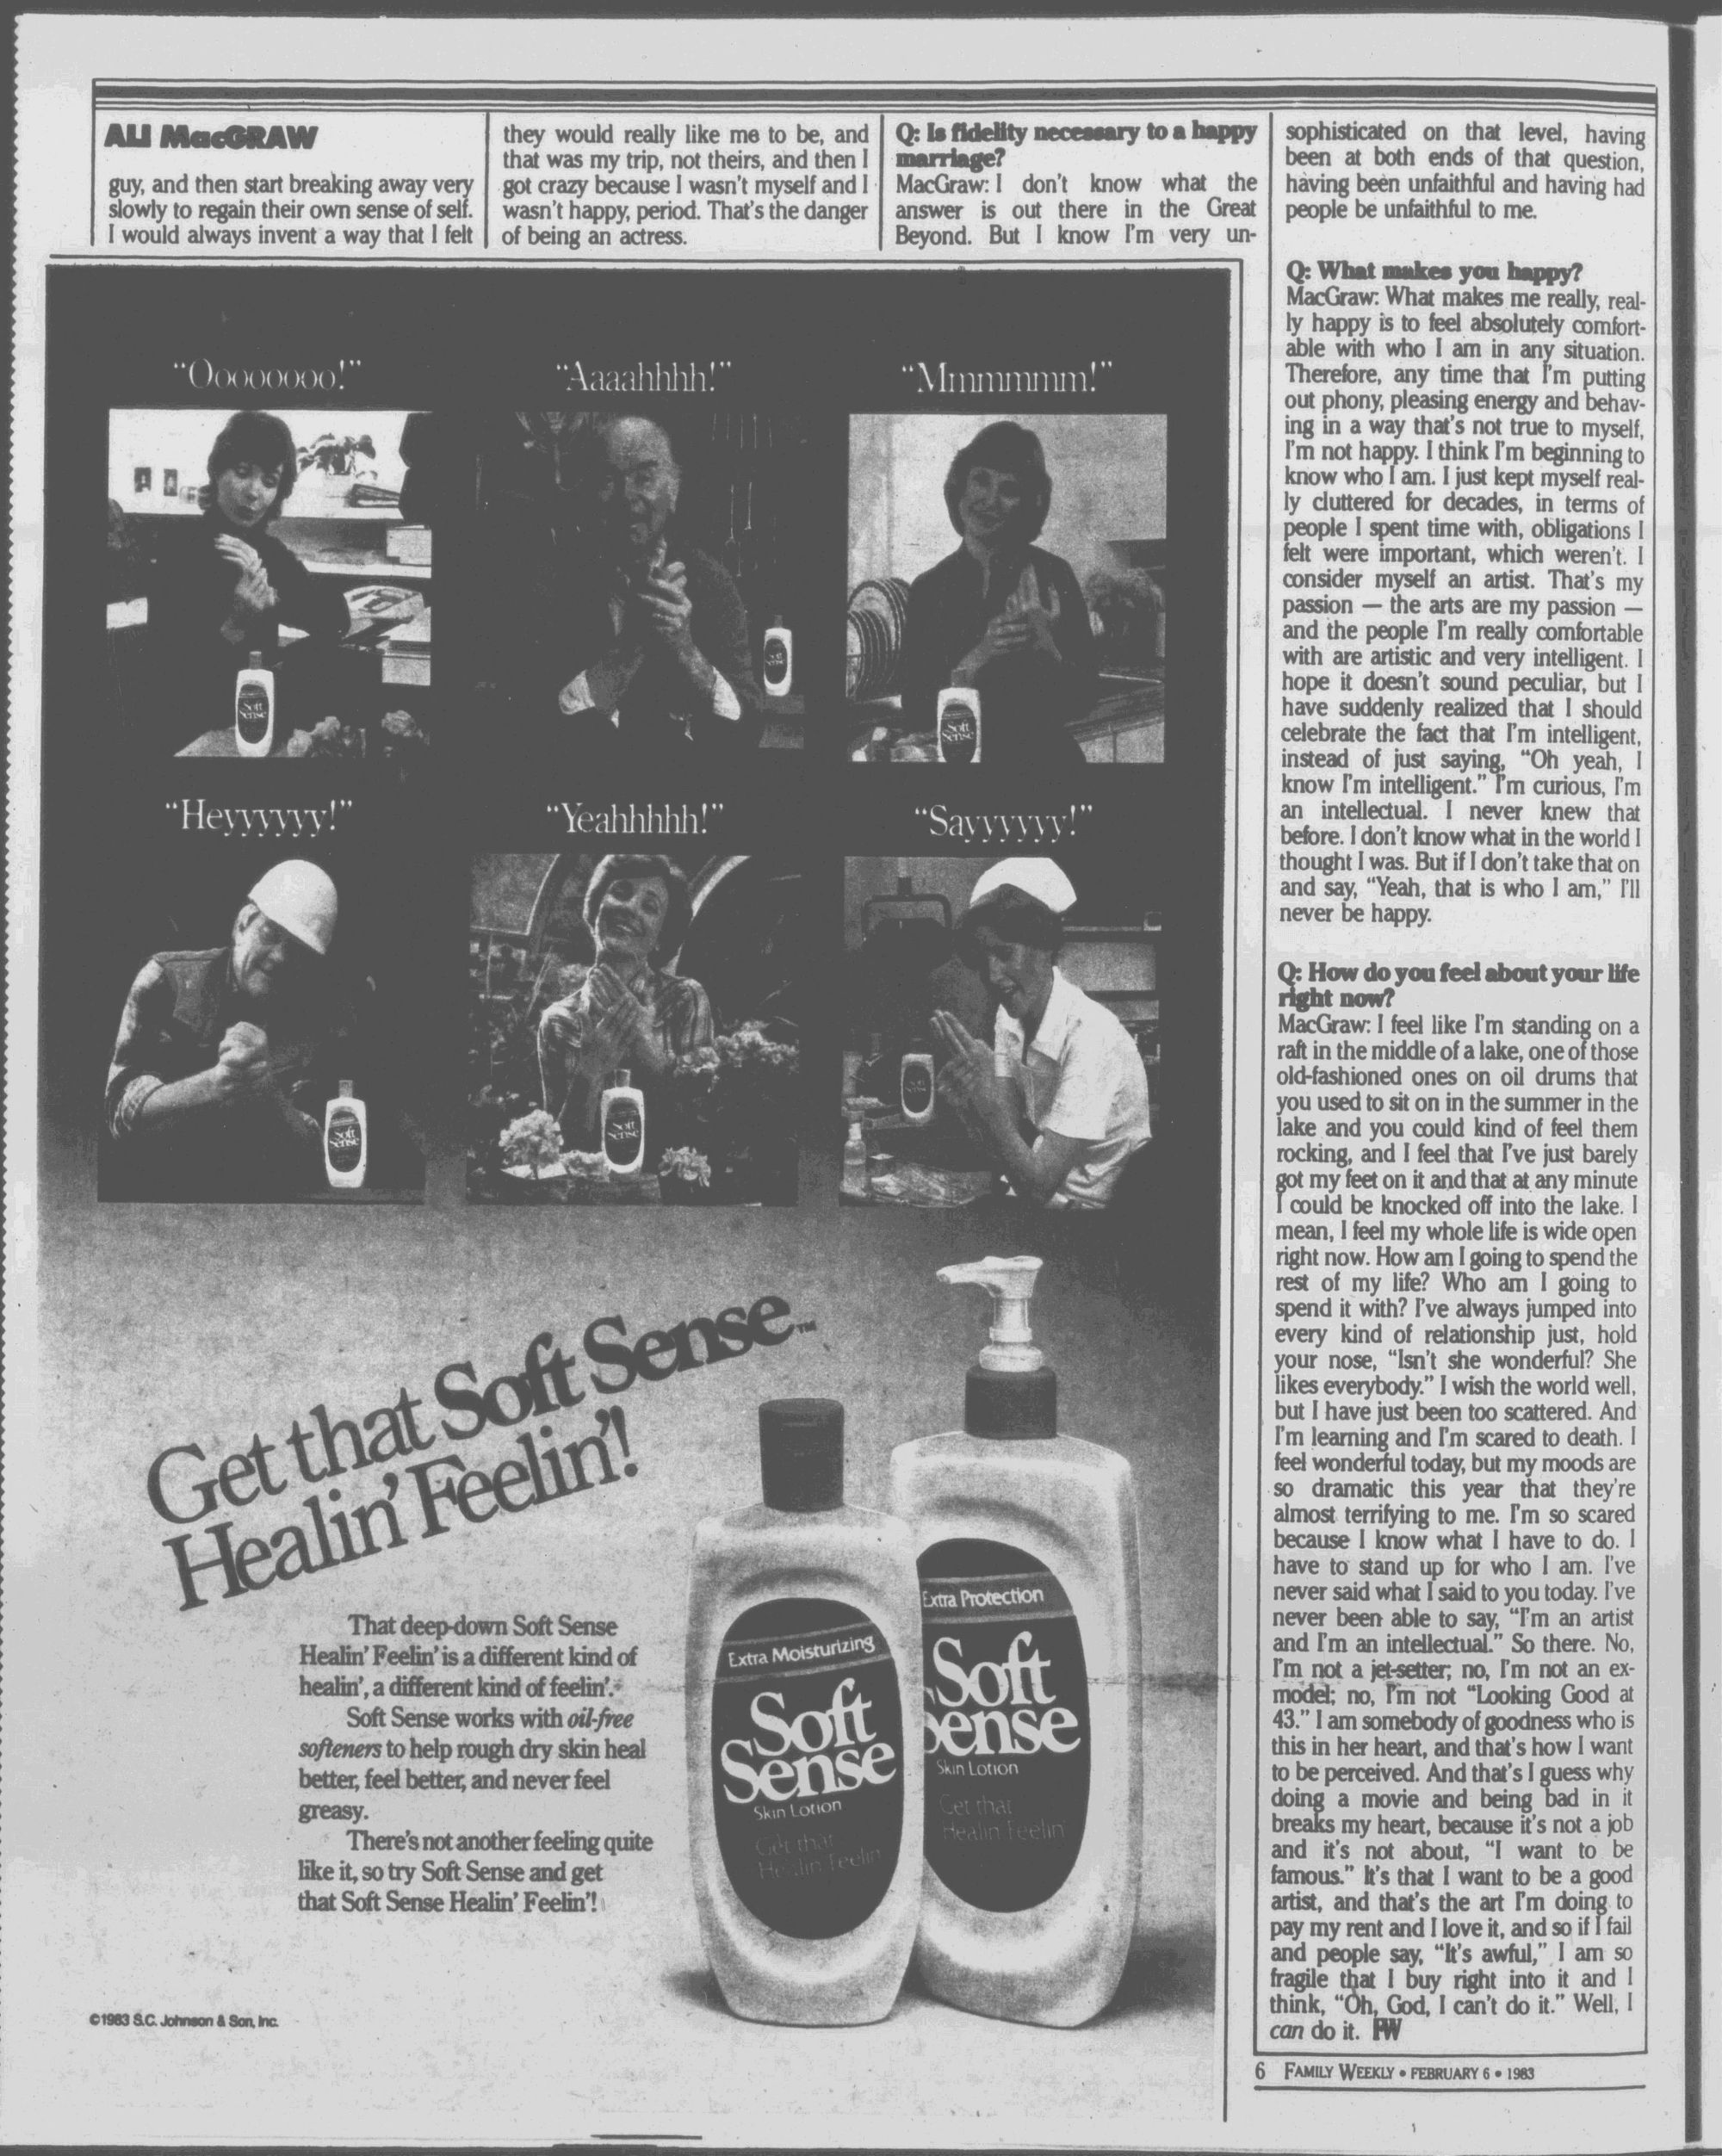 ALI MacGRAW
guy, and then start breaking away very
slowly to regain their own sense of self.
I would always invent a way that I felt
they would really like me to be, and
that was my trip, not theirs, and then I
got crazy because I wasn't myself and I
wasn't happy, period. That's the danger
of being an actress.
Q: Is fidelity necessary to a happy
marriage?
MacGraw: I don't know what the
answer is out there in the Great
Beyond. But I know I'm very un-
sophisticated on that level, having
been at both ends of that question,
having been unfaithful and having had
people be unfaithful to me.
Q: What makes you happy?
MacGraw: What makes me really, real-
ly happy is to feel absolutely comfort-
able with who I am in any situation.
Therefore, any time that I'm putting
out phony, pleasing energy and behav-
ing in a way that's not true to myself,
I'm not happy. I think I'm beginning to
know who I am. I just kept myself real-
ly cluttered for decades, in terms of
people I spent time with, obligations I
felt were important, which weren't. I
consider myself an artist. That's my
passion — the arts are my passion —
and the people I'm really comfortable
with are artistic and very intelligent. I
hope it doesn't sound peculiar, but I
have suddenly realized that I should
celebrate the fact that I'm intelligent,
instead of just saying, “Oh yeah, I
know I'm intelligent.” I'm curious, I'm
an intellectual. I never knew that
before. I don't know what in the world I
thought I was. But if I don't take that on
and say, “Yeah, that is who I am,” I'll
never be happy.
Q: How do you feel about your life
right now?
MacGraw: I feel like I'm standing on a
raft in the middle of a lake, one of those
old-fashioned ones on oil drums that
you used to sit on in the summer in the
lake and you could kind of feel them
rocking, and I feel that I've just barely
got my feet on it and that at any minute
I could be knocked off into the lake. I
mean, I feel my whole life is wide open
right now. How am I going to spend the
rest of my life? Who am I going to
spend it with? I've always jumped into
every kind of relationship just, hold
your nose, “Isn't she wonderful? She
likes everybody.” I wish the world well,
but I have just been too scattered. And
I'm learning and I'm scared to death. I
feel wonderful today, but my moods are
so dramatic this year that they're
almost terrifying to me. I'm so scared
because I know what I have to do. I
have to stand up for who I am. I've
never said what I said to you today. I've
never been able to say, “I'm an artist
and I'm an intellectual.” So there. No,
I'm not a jet-setter; no, I'm not an ex-
model; no, I'm not “Looking Good at
43.” I am somebody of goodness who is
this in her heart, and that's how I want
to be perceived. And that's I guess why
doing a movie and being bad in it
breaks my heart, because it's not a job
and it's not about, “I want to be
famous.” It's that I want to be a good
artist, and that's the art I'm doing to
pay my rent and I love it, and so if I fail
and people say, “It's awful,” I am so
fragile that I buy right into it and I
think, “Oh, God, I can't do it.” Well, I
can do it. FW
“Oooooooo!”
“Aaaahhhh!”
“Mmmmmmm!”
Soft
Sense
Soft
Sense
Soft
Sense
“Heyyyyyy!”
“Yeahhhhh!”
“Sayyyyyy!”
Soft
Sense
Soft
Sense
Soft
Sense
Get that Soft Sense™
Healin' Feelin'!
That deep-down Soft Sense
Healin' Feelin' is a different kind of
healin', a different kind of feelin'.
Soft Sense works with oil-free
softeners to help rough dry skin heal
better, feel better, and never feel
greasy.
There's not another feeling quite
like it, so try Soft Sense and get
that Soft Sense Healin' Feelin'!
Extra Moisturizing
Soft
Sense
Skin Lotion
Get that
Healin Feelin
Extra Protection
Soft
Sense
Skin Lotion
Get that
Healin Feelin
©1983 S.C. Johnson & Son, Inc.
6 FAMILY WEEKLY • FEBRUARY 6 • 1983